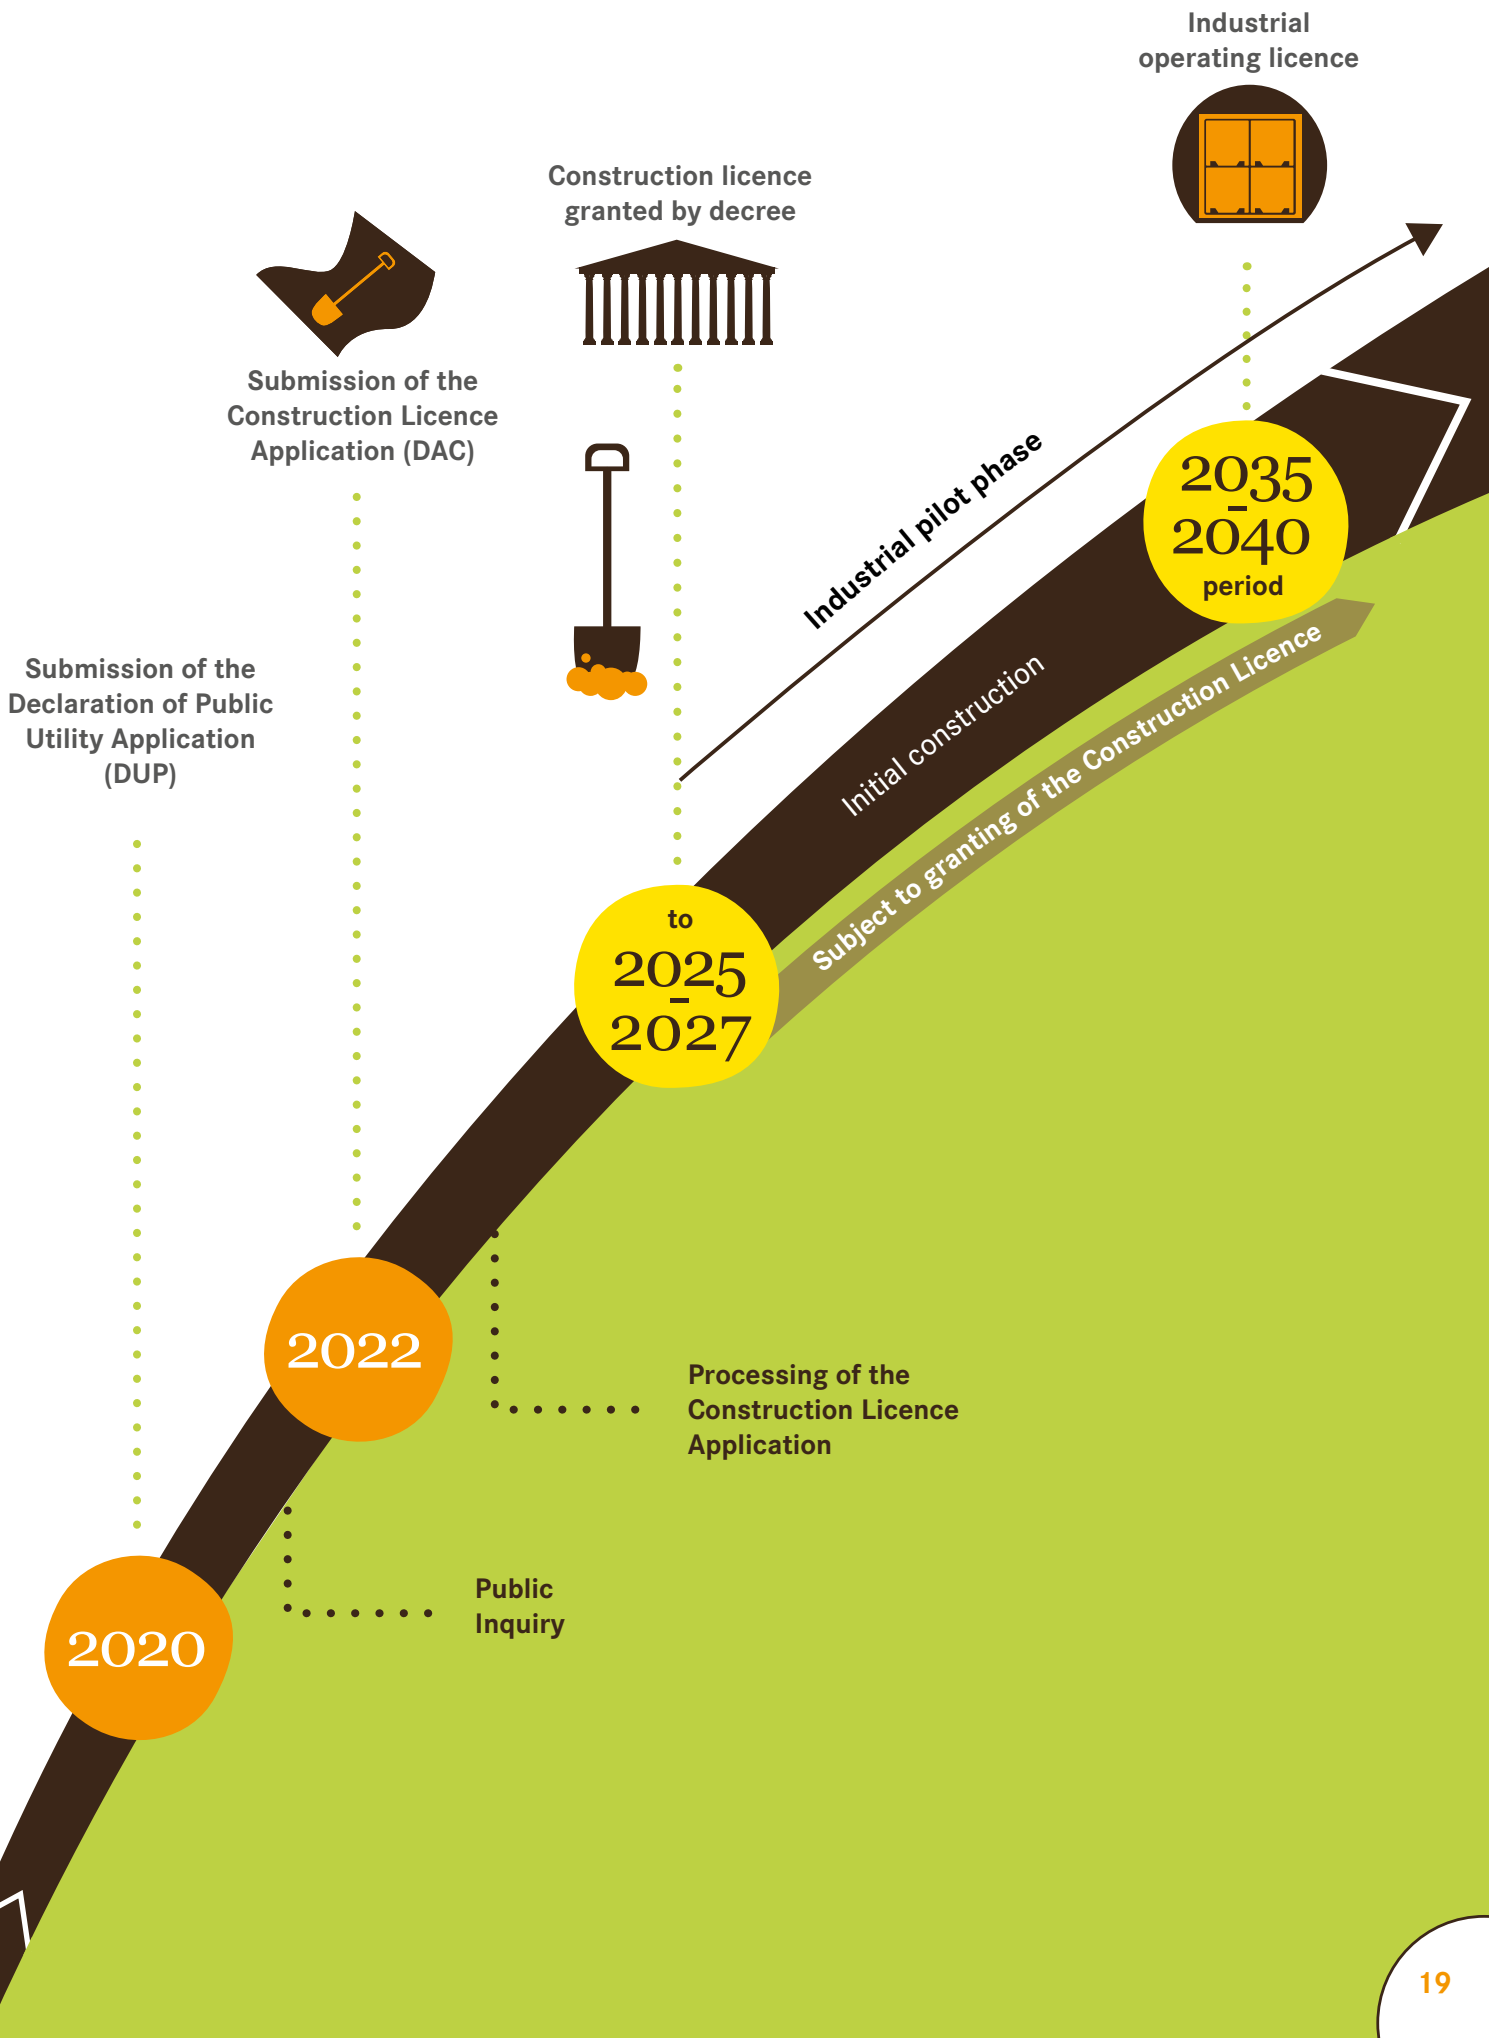 Industrial
operating licence
Construction licence
granted by decree
Submission of the
Construction Licence
Application (DAC)
Submission of the
Declaration of Public
Utility Application
(DUP)
Industrial pilot phase
2035
-
2040
period
Initial construction
Subject to granting of the Construction Licence
to
2025
-
2027
2022
Processing of the
Construction Licence
Application
Public
Inquiry
2020
19